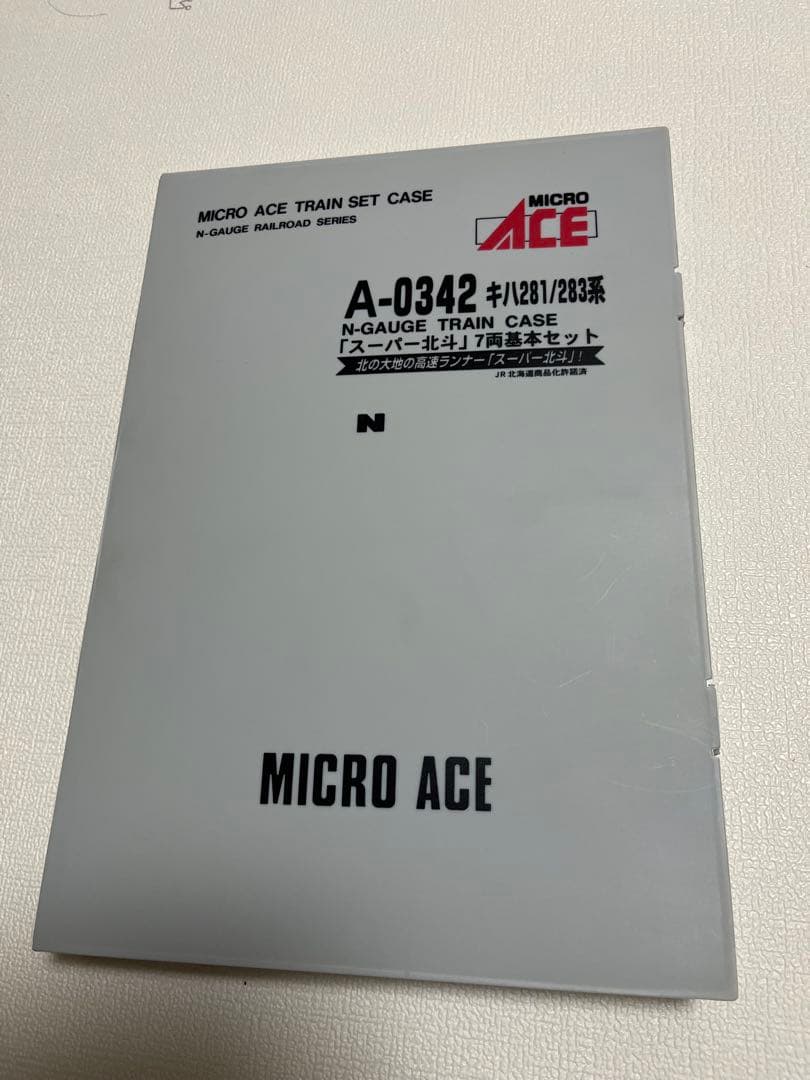 MICRO ACE TRAIN SET CASE
N-GAUGE RAILROAD SERIES
MICRO
ACE
A-0342 キハ281/283系
N-GAUGE TRAIN CASE
「スーパー北斗」7両基本セット
北の大地の高速ランナー「スーパー北斗」!
JR北海道商品化許諾済
N
MICRO ACE